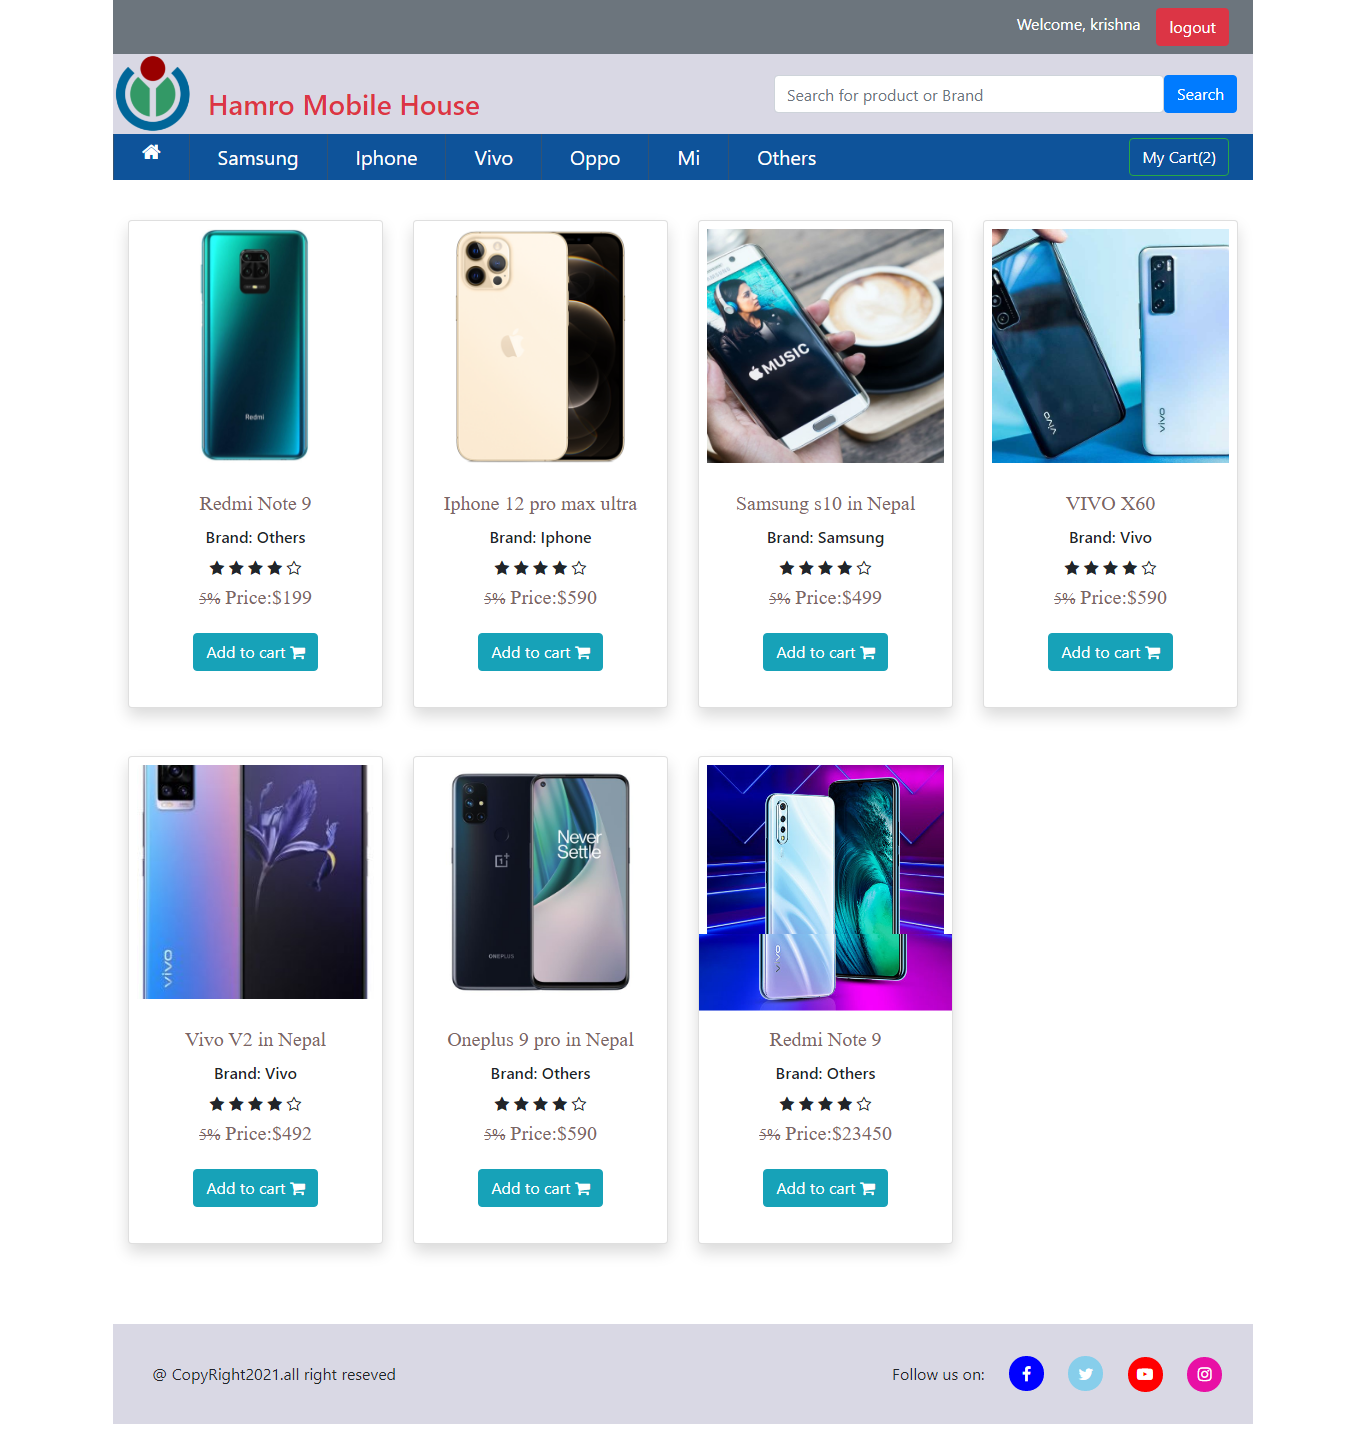 Welcome, krishna
logout
Hamro Mobile House
Search for product or Brand
Search
Samsung
Iphone
Vivo
Oppo
Mi
Others
My Cart(2)
Redmi
SAMSUNG
MUSIC
vivo
vivo
Redmi Note 9
Iphone 12 pro max ultra
Samsung s10 in Nepal
VIVO X60
Brand: Others
Brand: Iphone
Brand: Samsung
Brand: Vivo
5% Price:$199
5% Price:$590
5% Price:$499
5% Price:$590
Add to cart
Add to cart
Add to cart
Add to cart
vivo
Never
Settle
1+
ONEPLUS
VIVO
Vivo V2 in Nepal
Oneplus 9 pro in Nepal
Redmi Note 9
Brand: Vivo
Brand: Others
Brand: Others
5% Price:$492
5% Price:$590
5% Price:$23450
Add to cart
Add to cart
Add to cart
@ CopyRight2021.all right reseved
Follow us on: